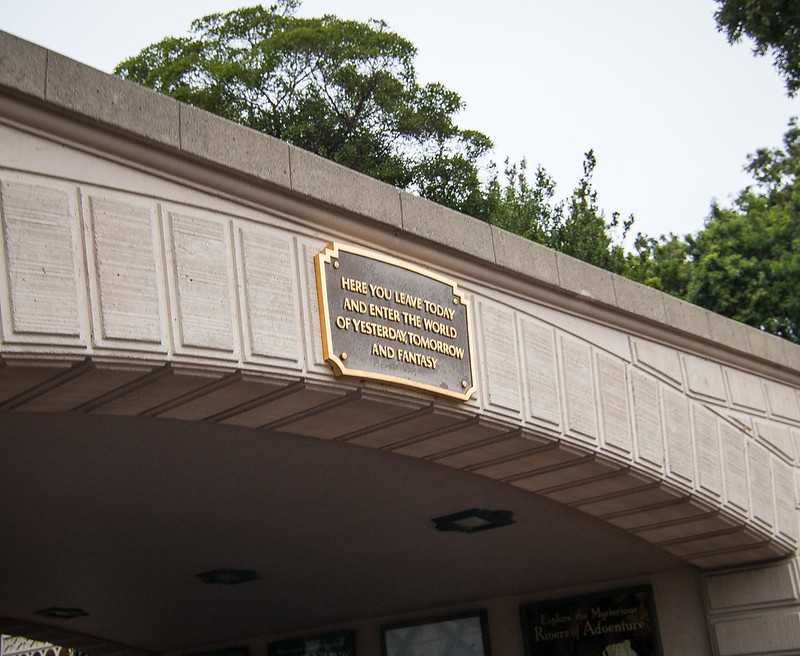 HERE YOU LEAVE TODAY
AND ENTER THE WORLD
OF YESTERDAY, TOMORROW
AND FANTASY
Explore the Mysterious
Rivers of Adventure